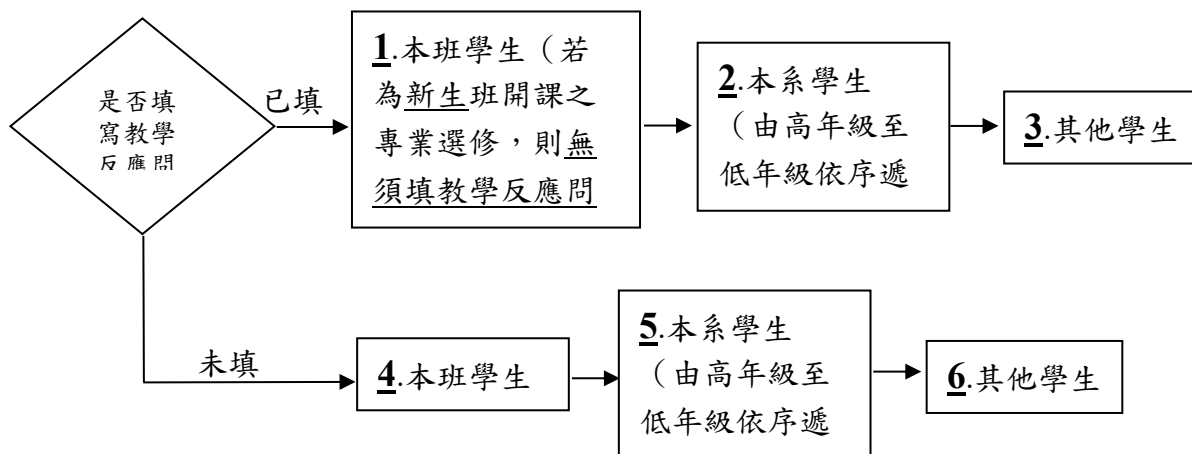 是否填
寫教學
反應問
已填
1.本班學生（若
為新生班開課之
專業選修，則無
須填教學反應問
2.本系學生
（由高年級至
低年級依序遞
3.其他學生
未填
4.本班學生
5.本系學生
（由高年級至
低年級依序遞
6.其他學生